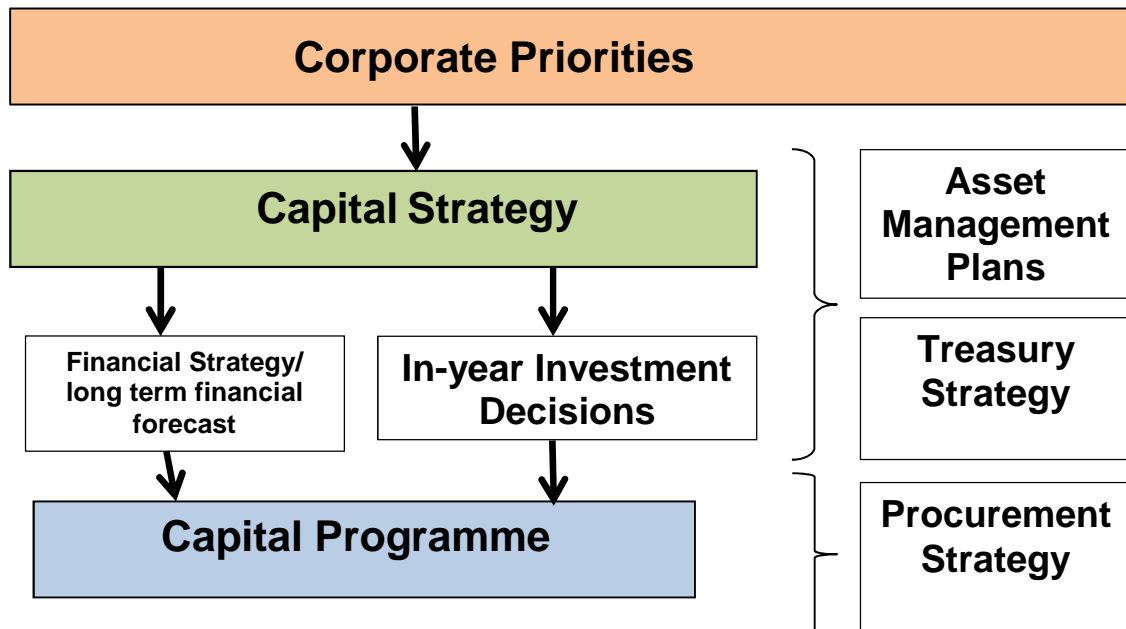 Corporate Priorities
Capital Strategy
Asset
Management
Plans
Financial Strategy/
long term financial
forecast
In-year Investment
Decisions
Treasury
Strategy
Capital Programme
Procurement
Strategy